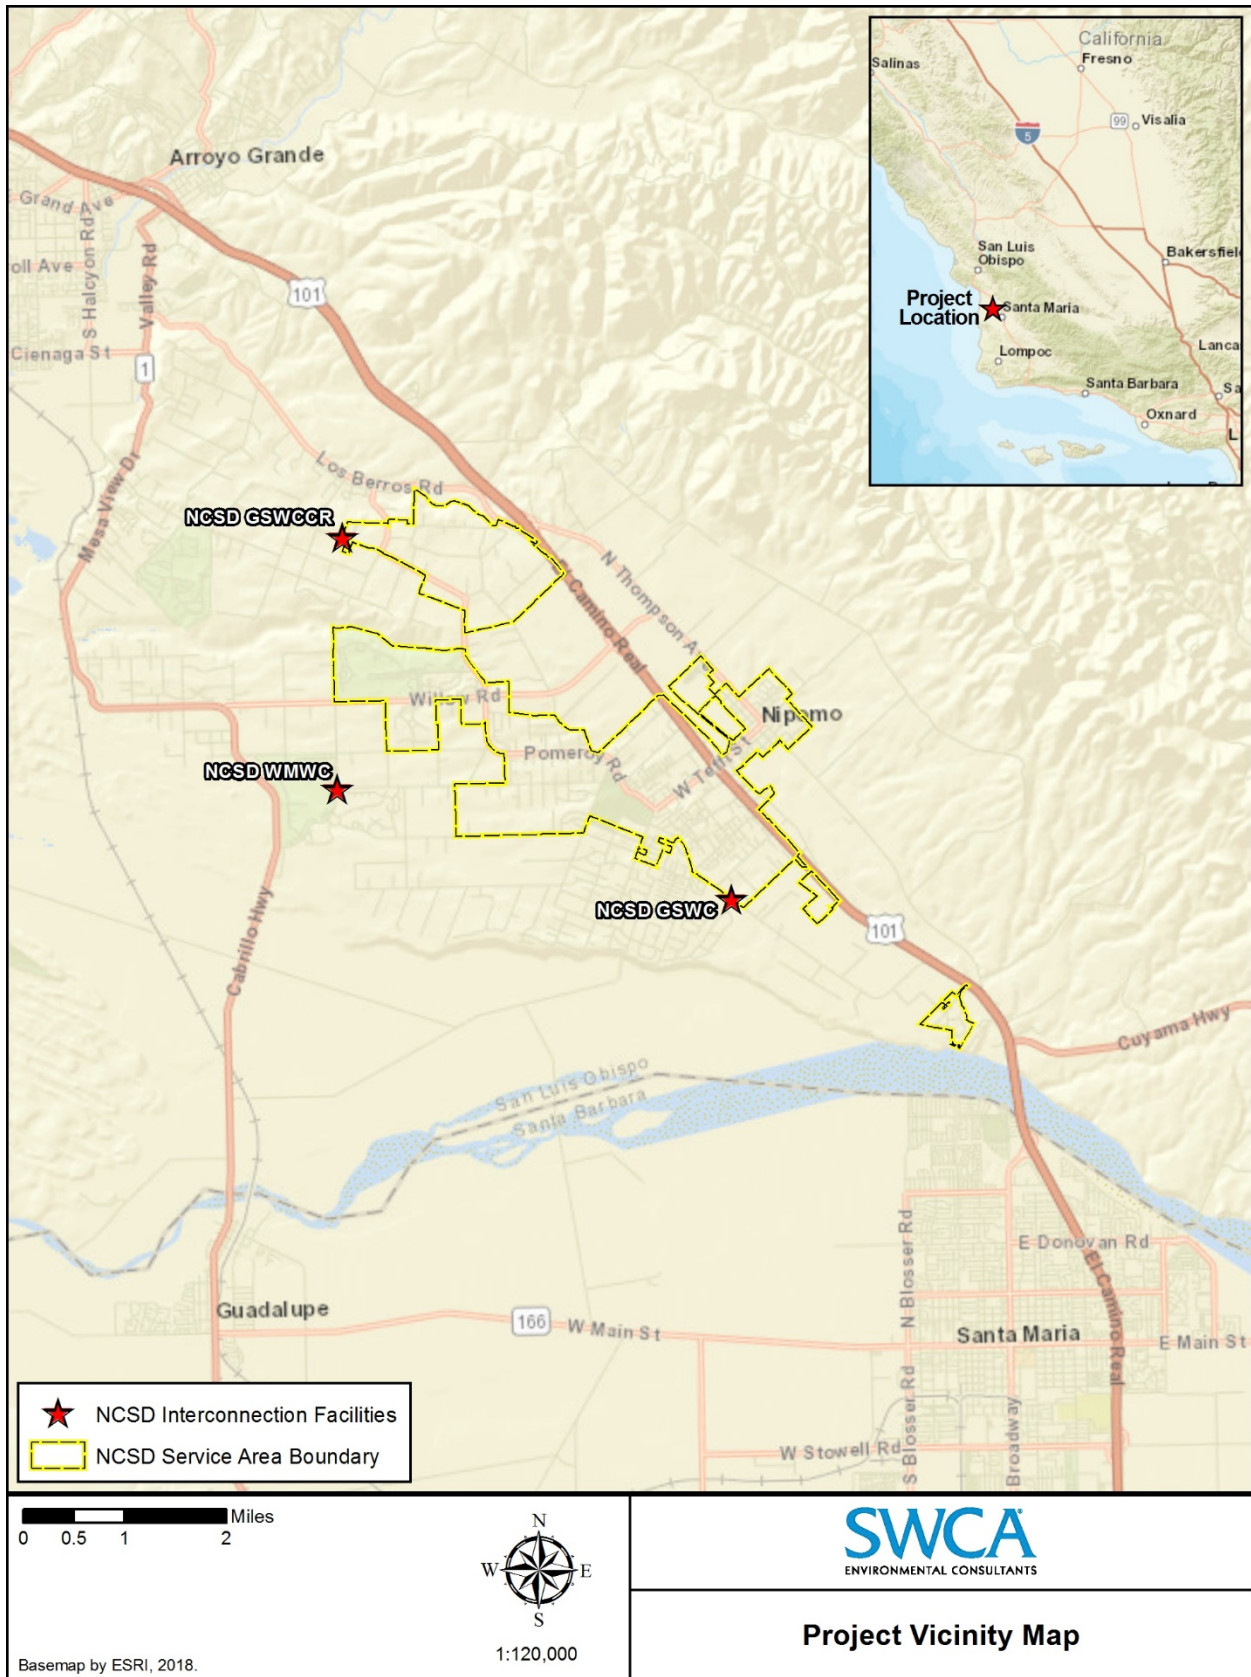 California
Salinas
Fresno
99
Visalia
5
San Luis
Obispo
Bakersfiel
Project
Location
Santa Maria
Lompoc
Lanca
Santa Barbara
Sa
Oxnard
L
Arroyo Grande
Grand Ave
S Halcyon Rd
oll Ave
Valley Rd
101
Cienaga St
1
Mesa View Dr
Los Berros Rd
NCSD GSWCCR
N Thompson Ave
El Camino Real
Willow Rd
Nipomo
Pomeroy Rd
W Tefft St
NCSD WMWC
NCSD GSWC
101
Cabrillo Hwy
Cuyama Hwy
San Luis Obispo
Santa Barbara
N Blosser Rd
E Donovan Rd
El Camino Real
Guadalupe
166
W Main St
Santa Maria
E Main St
S Blosser Rd
Broadway
W Stowell Rd
NCSD Interconnection Facilities
NCSD Service Area Boundary
Miles
0 0.5 1 2
N
W E
S
1:120,000
Basemap by ESRI, 2018.
SWCA
ENVIRONMENTAL CONSULTANTS
Project Vicinity Map